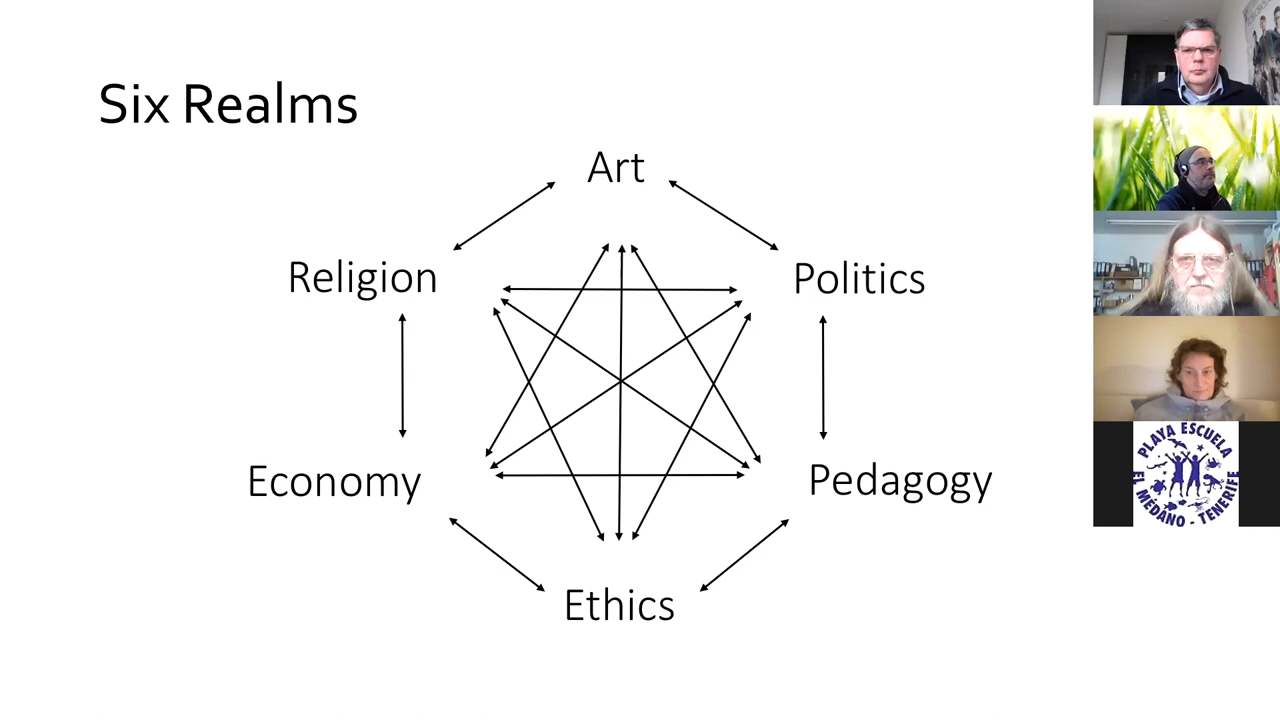 Six Realms
Art
Religion
Politics
Economy
Pedagogy
Ethics
PLAYA ESCUELA
EL MÉDANO - TENERIFE